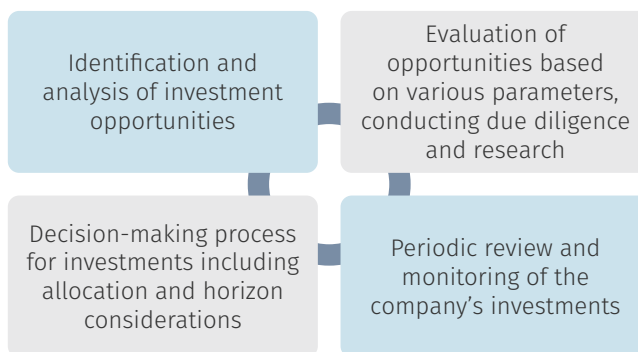 Identification and
analysis of investment
opportunities
Evaluation of
opportunities based
on various parameters,
conducting due diligence
and research
Decision-making process
for investments including
allocation and horizon
considerations
Periodic review and
monitoring of the
company’s investments